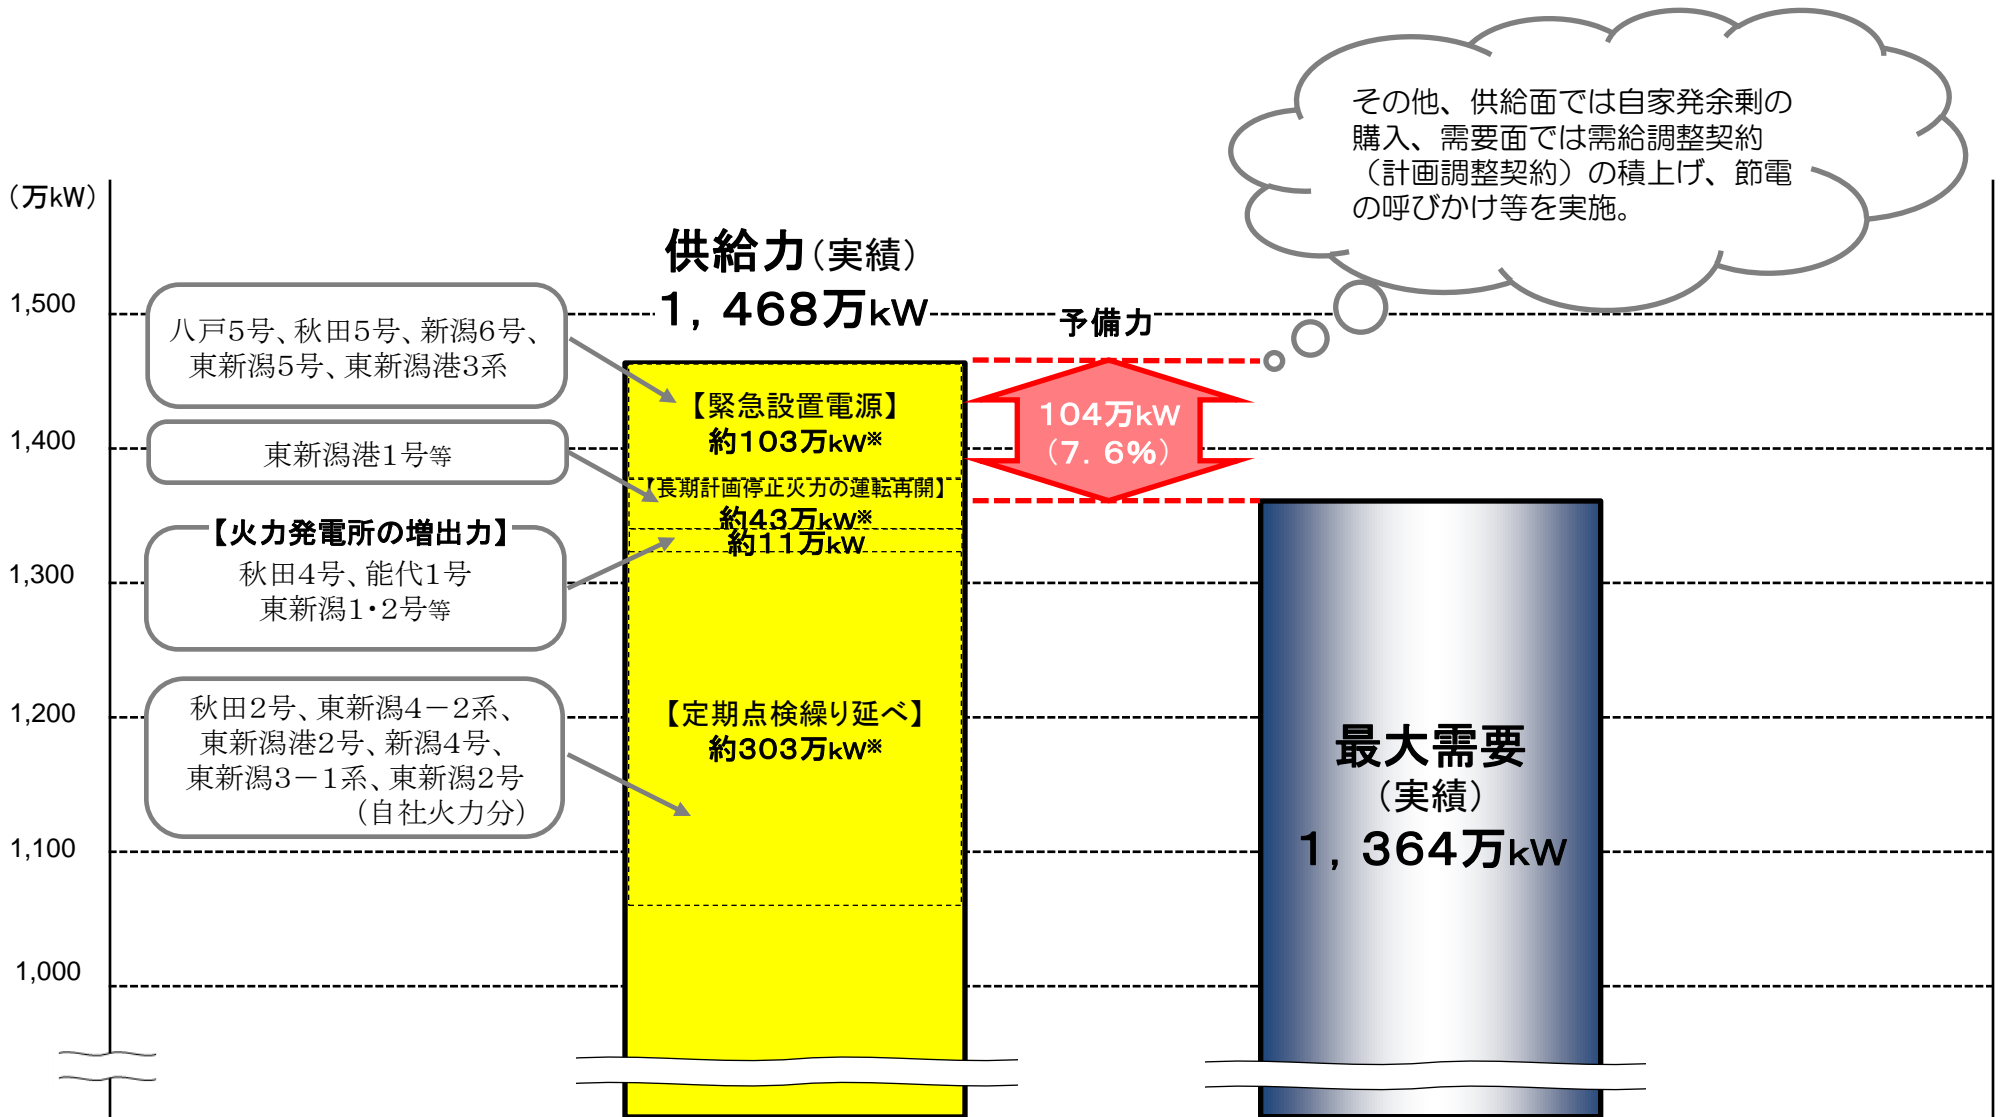 その他、供給面では自家発余剰の
購入、需要面では需給調整契約
（計画調整契約）の積上げ、節電
の呼びかけ等を実施。
（万kW）
供給力（実績）
1，468万kW
予備力
1,500
1,400
1,300
1,200
1,100
1,000
八戸5号、秋田5号、新潟6号、
東新潟5号、東新潟港3系
東新潟港1号等
【火力発電所の増出力】
秋田4号、能代1号
東新潟1・2号等
秋田2号、東新潟4－2系、
東新潟港2号、新潟4号、
東新潟3－1系、東新潟2号
（自社火力分）
【緊急設置電源】
約103万kW※
【長期計画停止火力の運転再開】
約43万kW※
約11万kW
【定期点検繰り延べ】
約303万kW※
104万kW
（7．6%）
最大需要
（実績）
1，364万kW